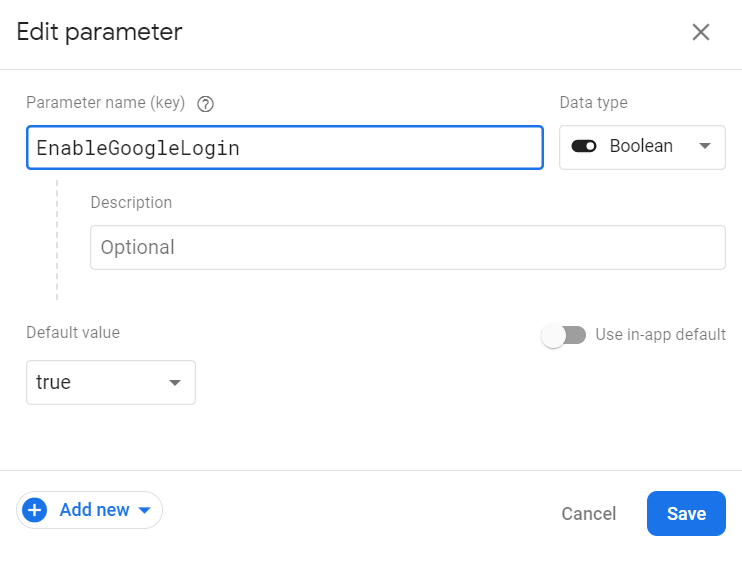 Edit parameter
Parameter name (key)
Data type
EnableGoogleLogin
Boolean
Description
Optional
Default value
Use in-app default
true
Add new
Cancel
Save